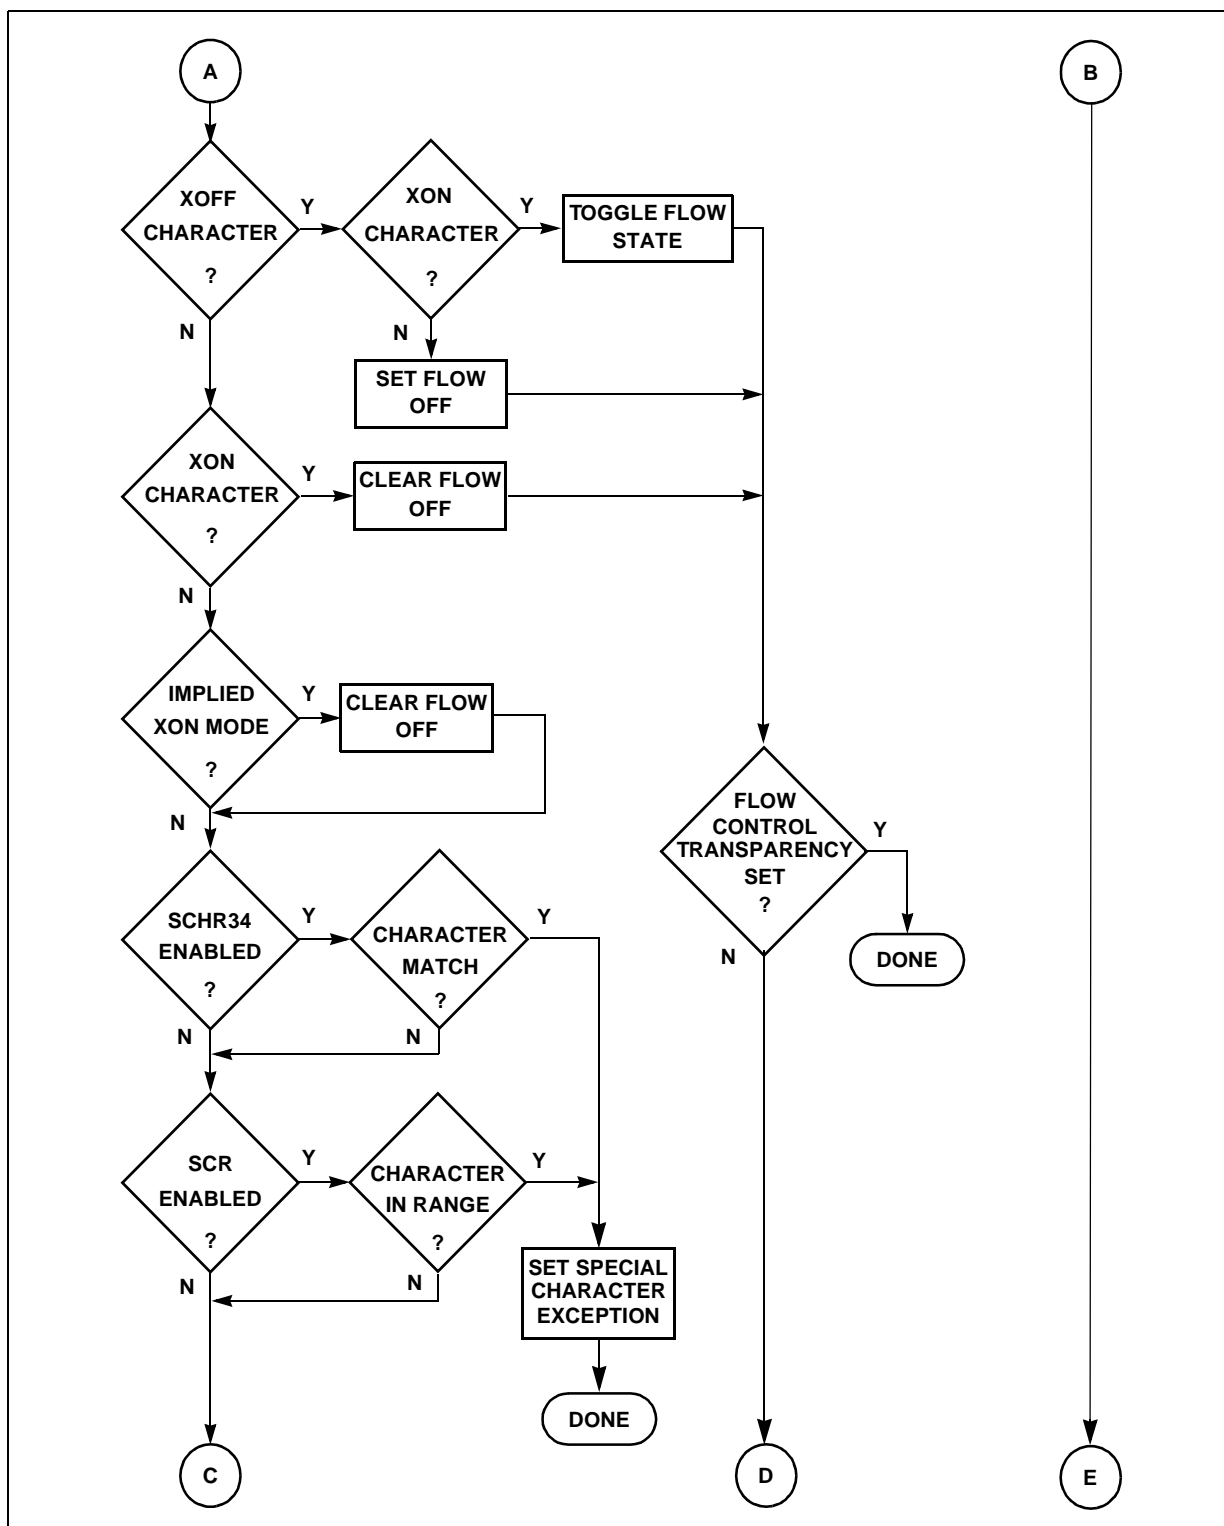 A
B
XOFF
CHARACTER
?
Y
N
XON
CHARACTER
?
Y
N
TOGGLE FLOW
STATE
SET FLOW
OFF
XON
CHARACTER
?
Y
N
CLEAR FLOW
OFF
IMPLIED
XON MODE
?
Y
N
CLEAR FLOW
OFF
FLOW
CONTROL
TRANSPARENCY
SET
?
Y
N
DONE
SCHR34
ENABLED
?
Y
N
CHARACTER
MATCH
?
Y
N
SCR
ENABLED
?
Y
N
CHARACTER
IN RANGE
?
Y
N
SET SPECIAL
CHARACTER
EXCEPTION
DONE
C
D
E